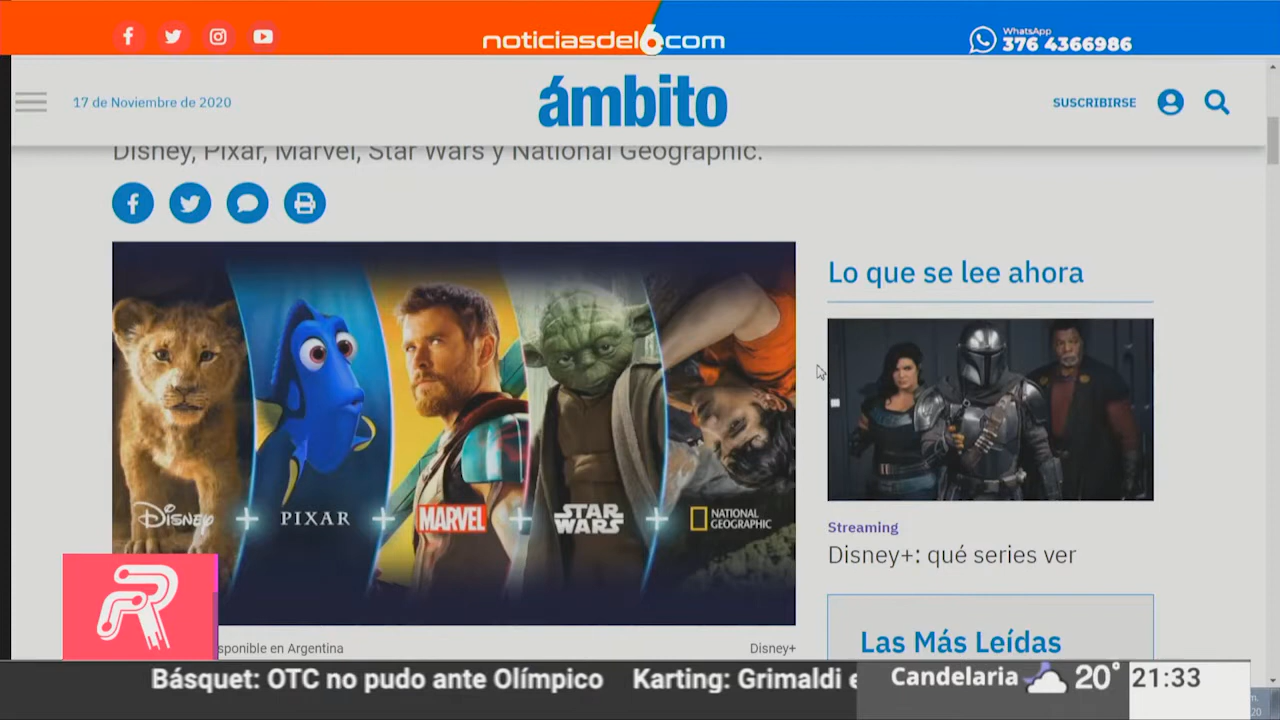 noticiasdel6.com
WhatsApp
376 4366986
17 de Noviembre de 2020
ámbito
SUSCRIBIRSE
Disney, Pixar, Marvel, Star Wars y National Geographic.
Lo que se lee ahora
DISNEY + PIXAR + MARVEL + STAR WARS + NATIONAL GEOGRAPHIC
Streaming
Disney+: qué series ver
Las Más Leídas
sponible en Argentina
Disney+
Básquet: OTC no pudo ante Olímpico Karting: Grimaldi e
Candelaria 20° 21:33